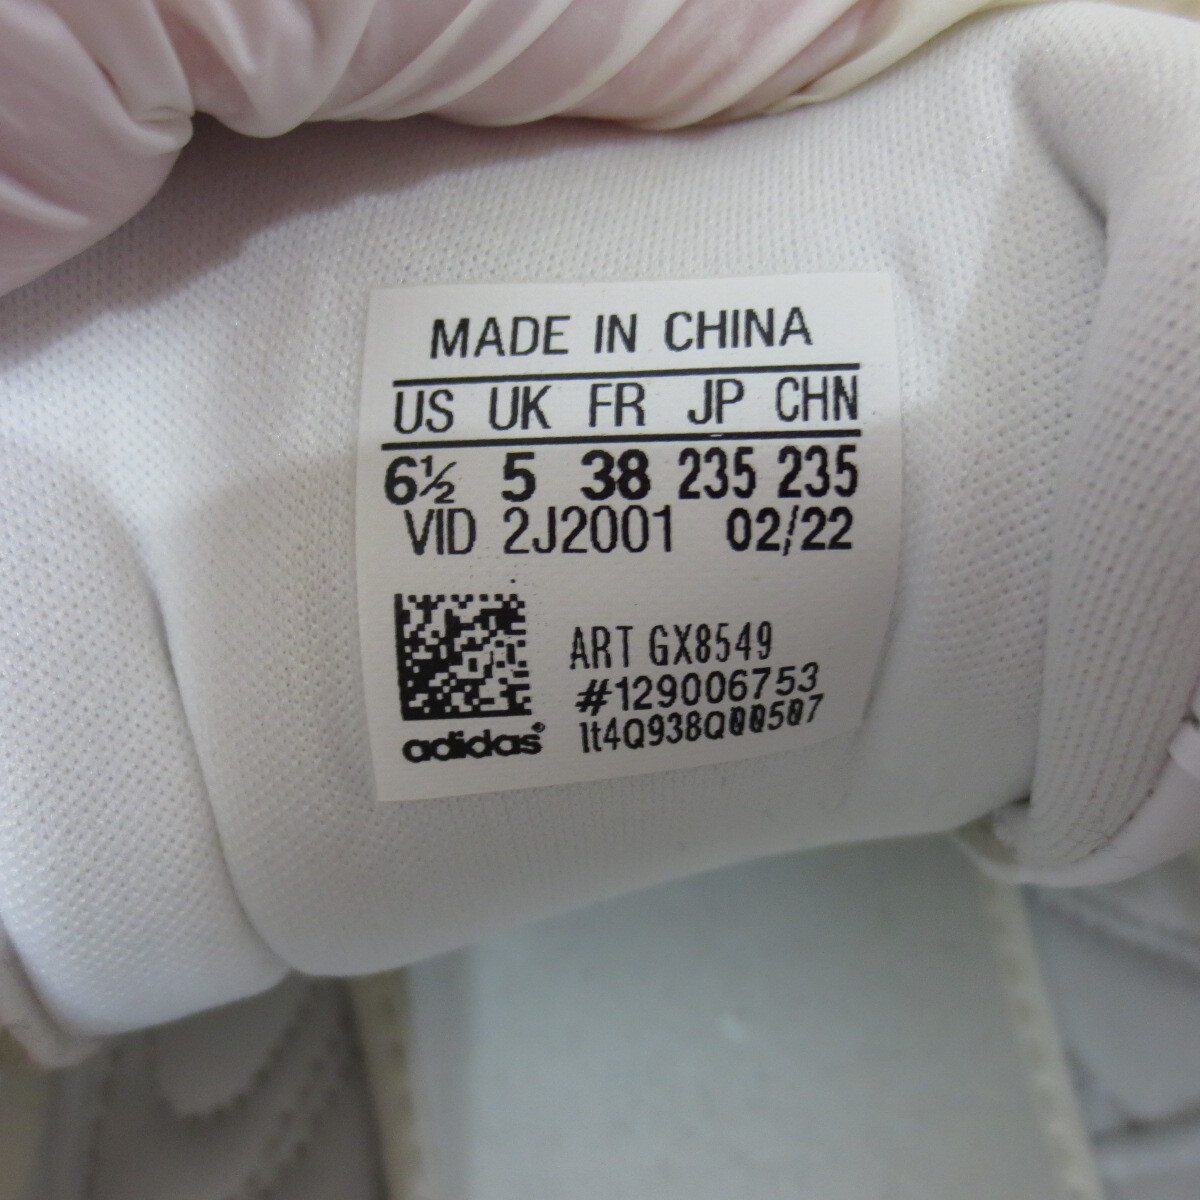 MADE IN CHINA
US UK FR JP CHN
6½ 5 38 235 235
VID 2J2001 02/22
ART GX8549
#129006753
adidas® 1t4Q938Q00507